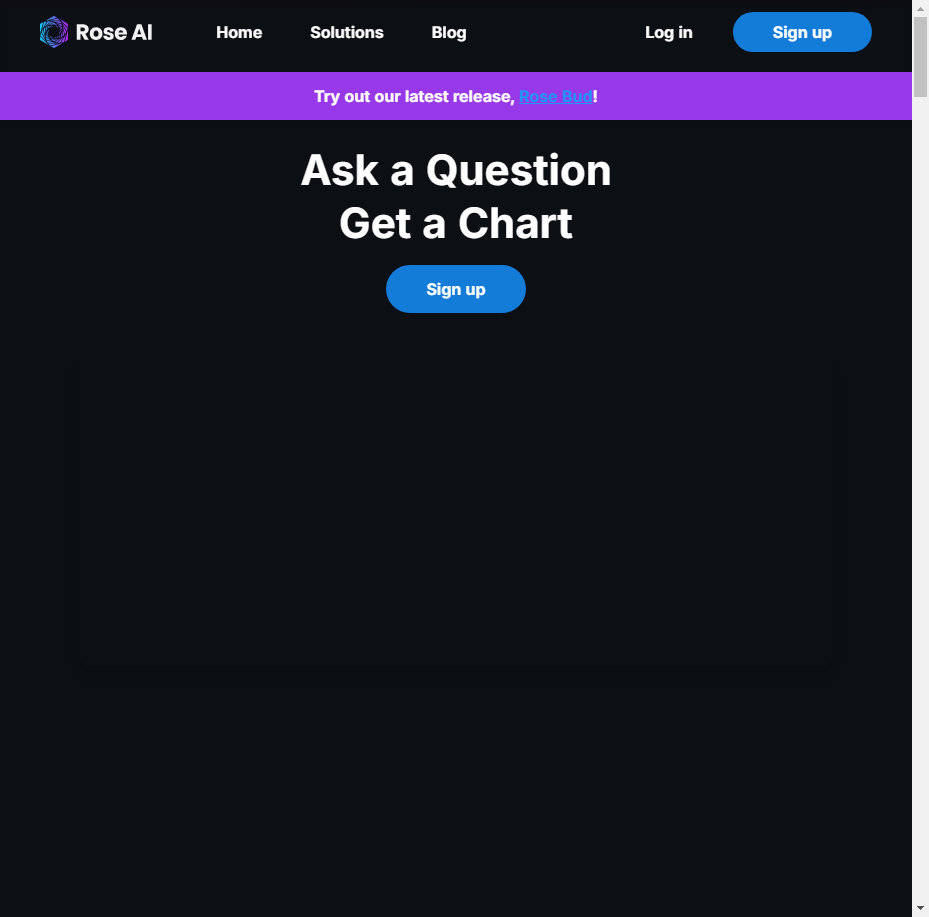 Rose AI Home Solutions Blog Log in Sign up
Try out our latest release, Rose Bud!
Ask a Question
Get a Chart
Sign up